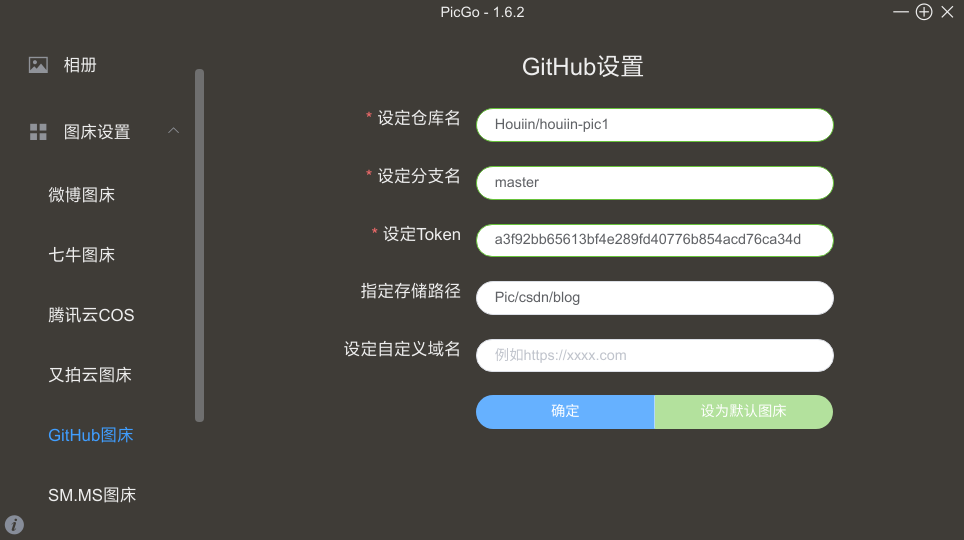 PicGo - 1.6.2
相册
图床设置
微博图床
七牛图床
腾讯云COS
又拍云图床
GitHub图床
SM.MS图床
GitHub设置
* 设定仓库名
Houiin/houiin-pic1
* 设定分支名
master
* 设定Token
a3f92bb65613bf4e289fd40776b854acd76ca34d
指定存储路径
Pic/csdn/blog
设定自定义域名
例如https://xxxx.com
确定
设为默认图床